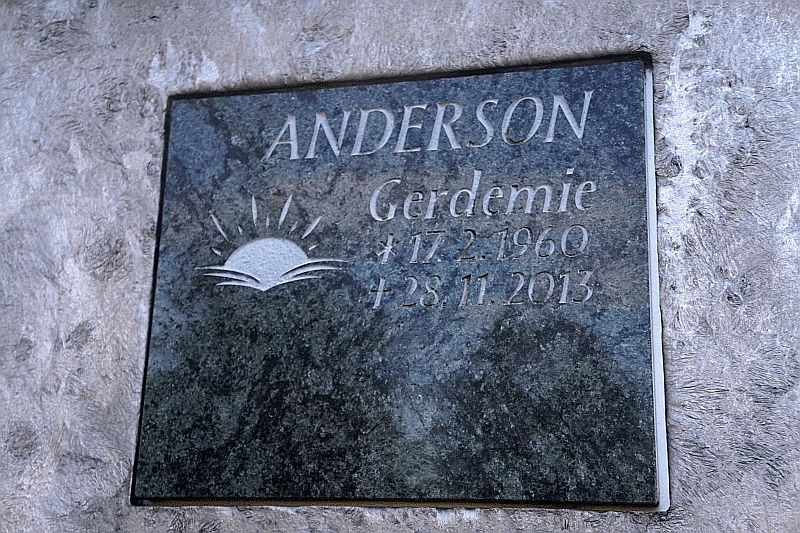 ANDERSON
Gerdemie
* 17. 2. 1960
+ 28. 11. 2013